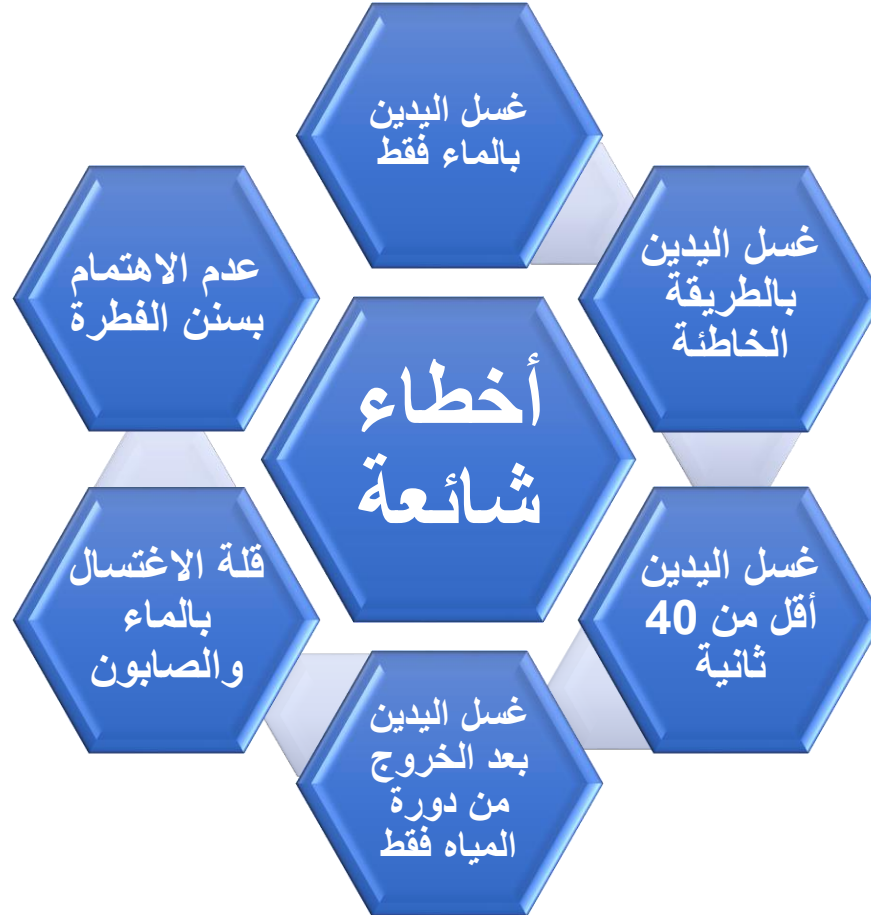 غسل اليدين
بالماء فقط
غسل اليدين
بالطريقة
الخاطئة
غسل اليدين
أقل من 40
ثانية
غسل اليدين
بعد الخروج
من دورة
المياه فقط
قلة الاغتسال
بالماء
والصابون
عدم الاهتمام
بسنن الفطرة
أخطاء
شائعة